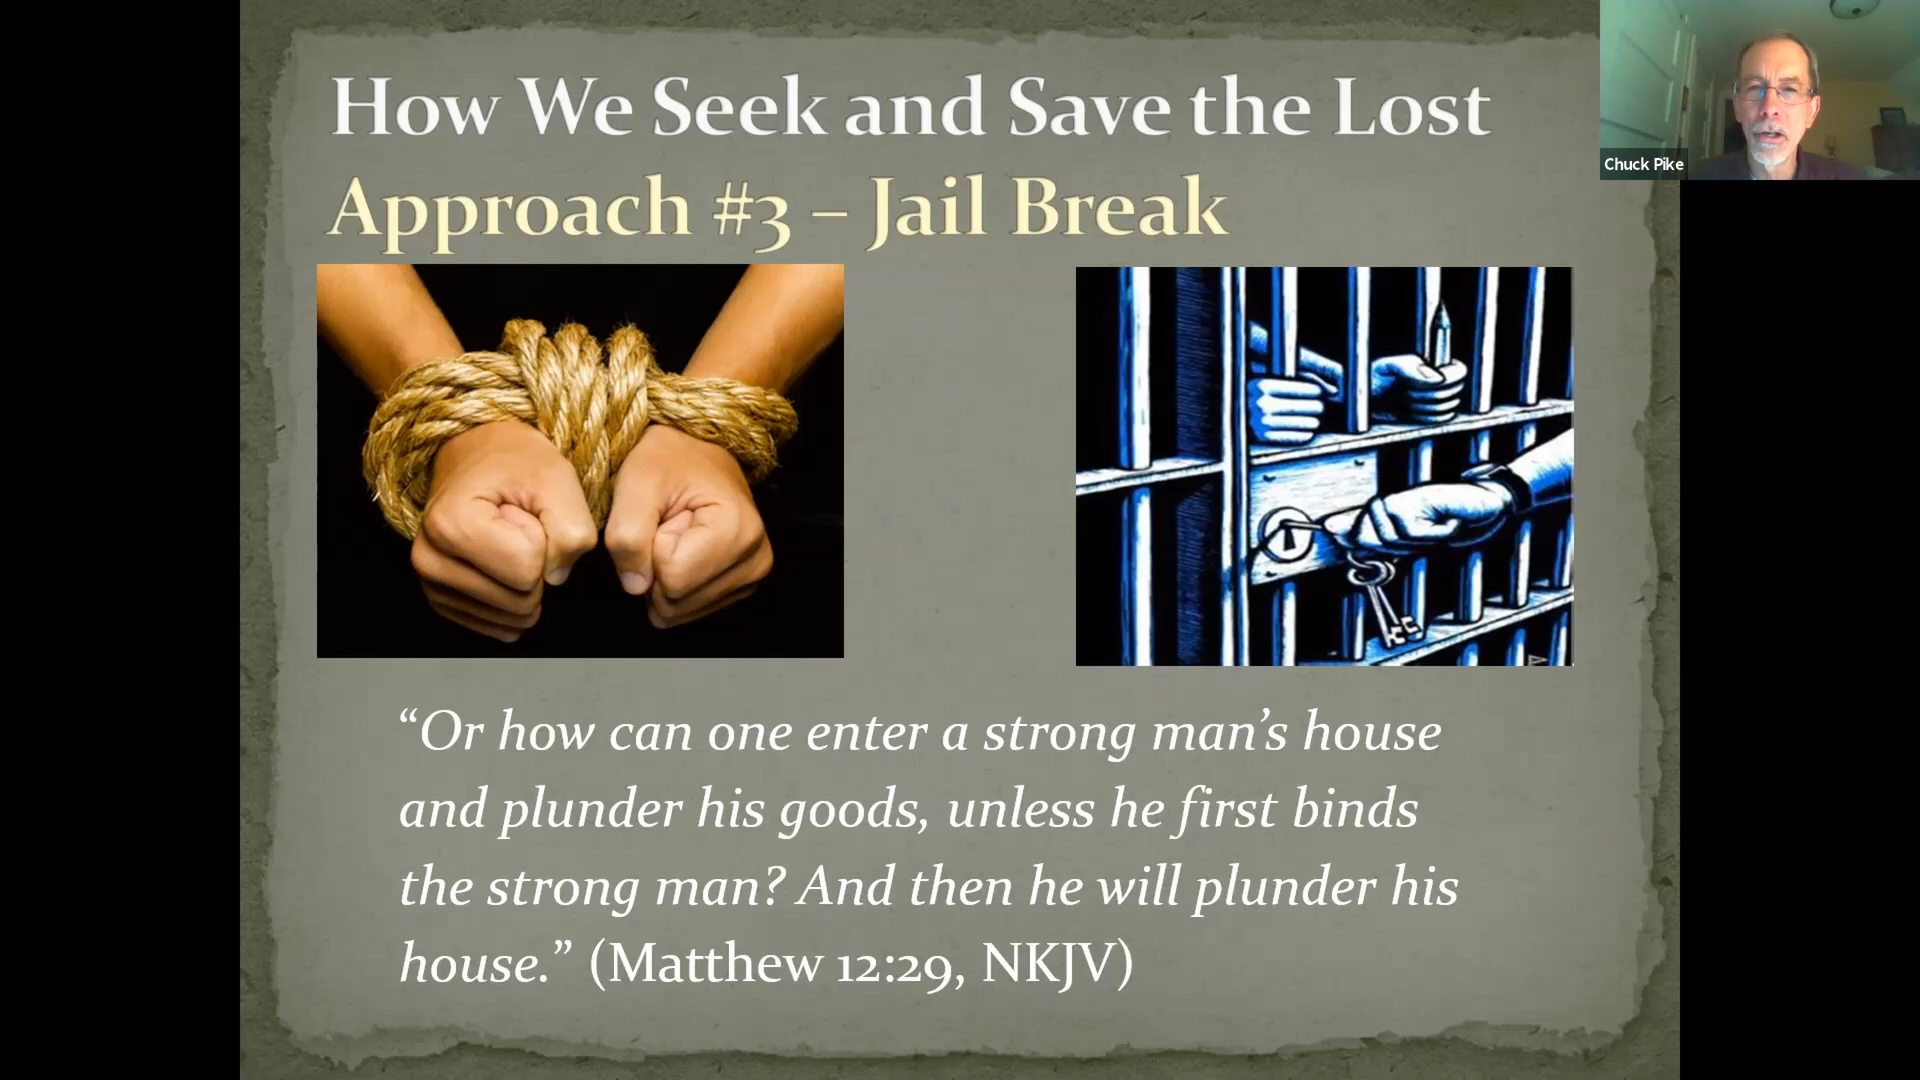 How We Seek and Save the Lost
Approach #3 – Jail Break
Chuck Pike
“Or how can one enter a strong man’s house
and plunder his goods, unless he first binds
the strong man? And then he will plunder his
house.” (Matthew 12:29, NKJV)